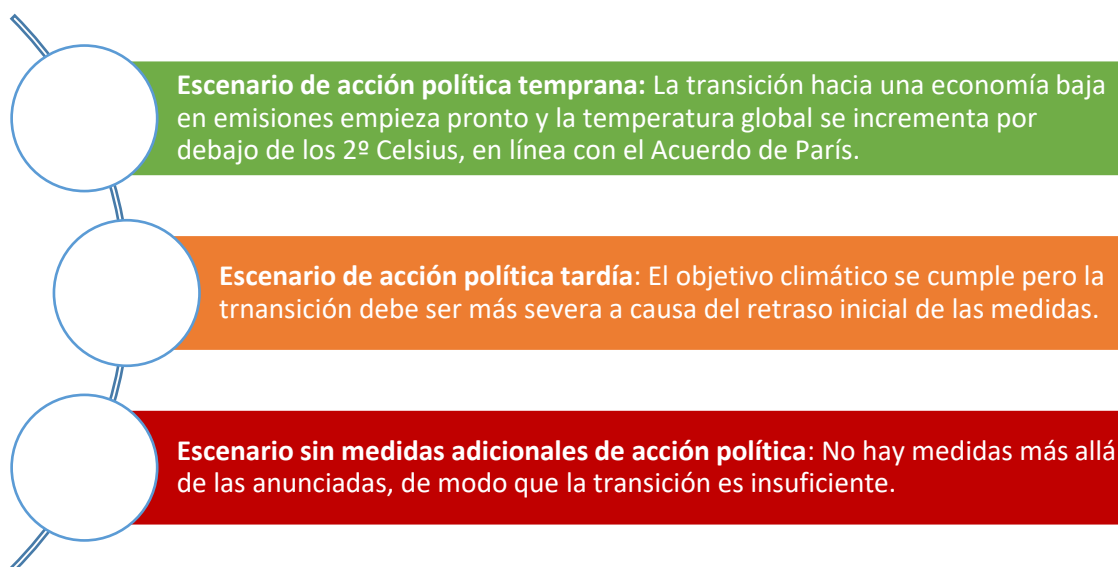 Escenario de acción política temprana: La transición hacia una economía baja
en emisiones empieza pronto y la temperatura global se incrementa por
debajo de los 2º Celsius, en línea con el Acuerdo de París.
Escenario de acción política tardía: El objetivo climático se cumple pero la
trnansición debe ser más severa a causa del retraso inicial de las medidas.
Escenario sin medidas adicionales de acción política: No hay medidas más allá
de las anunciadas, de modo que la transición es insuficiente.